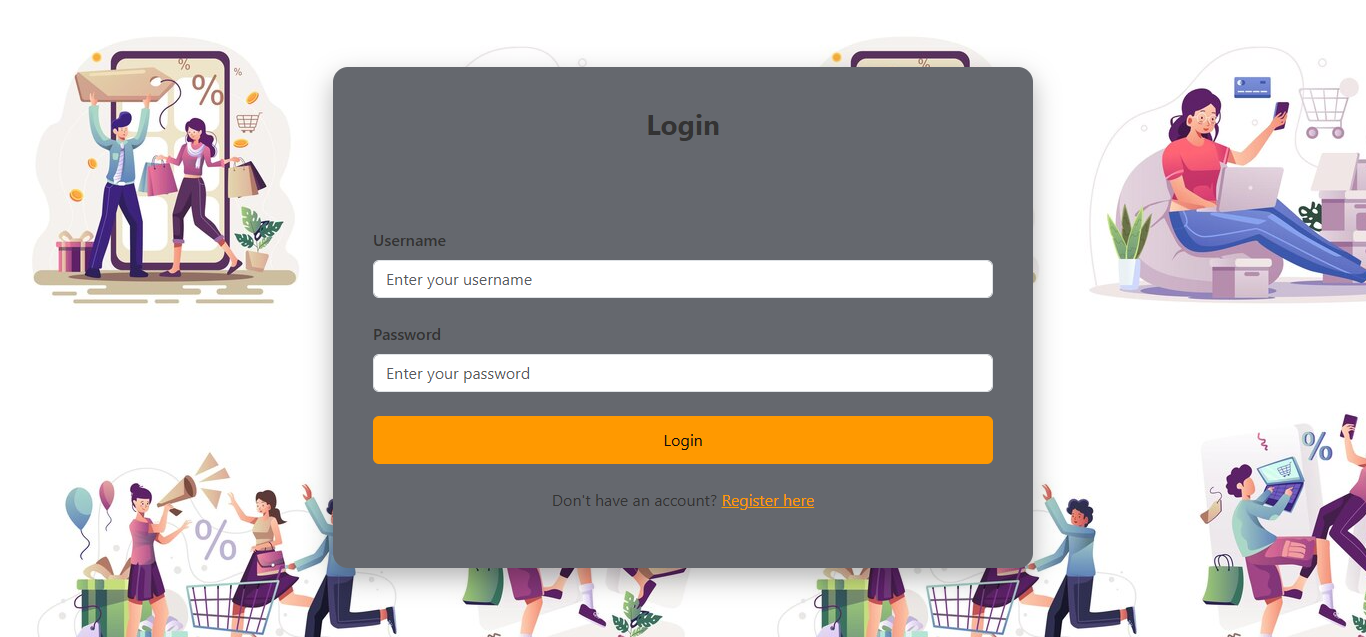 %
%
%
%
Login
Username
Enter your username
Password
Enter your password
Login
%
Don't have an account? Register here
%